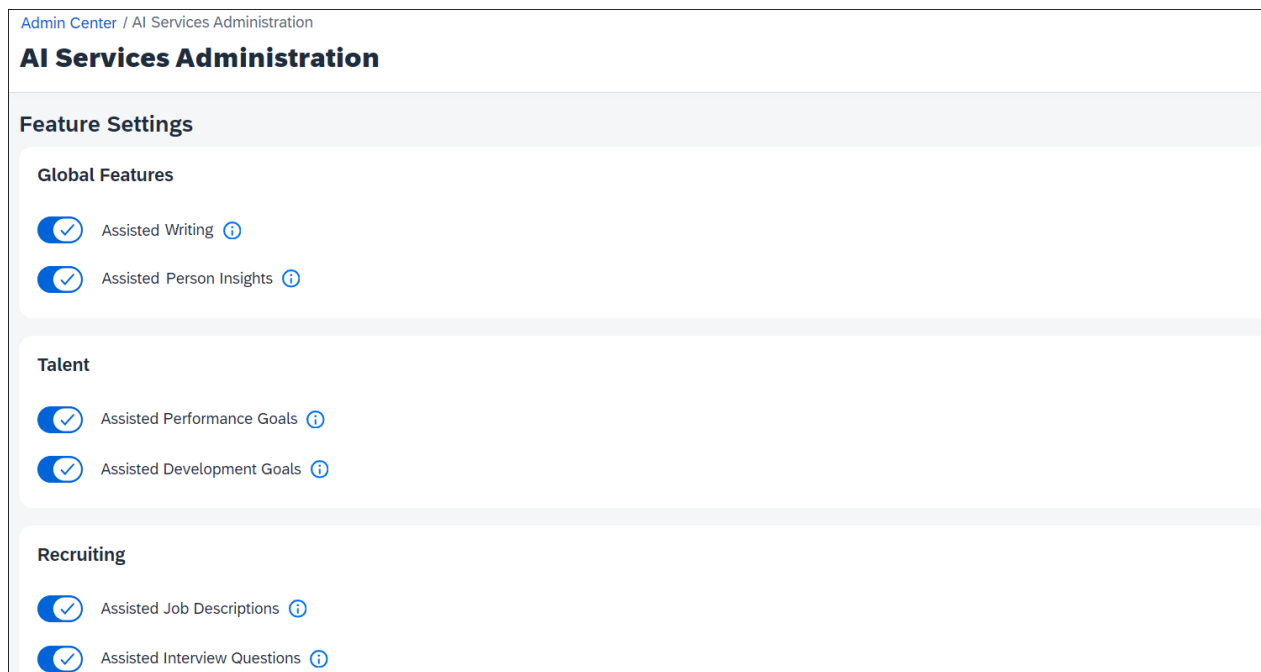 Admin Center / AI Services Administration
AI Services Administration
Feature Settings
Global Features
Assisted Writing
Assisted Person Insights
Talent
Assisted Performance Goals
Assisted Development Goals
Recruiting
Assisted Job Descriptions
Assisted Interview Questions